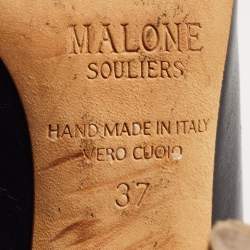 MALONE
SOULIERS
HAND MADE IN ITALY
VERO CUOIO
37